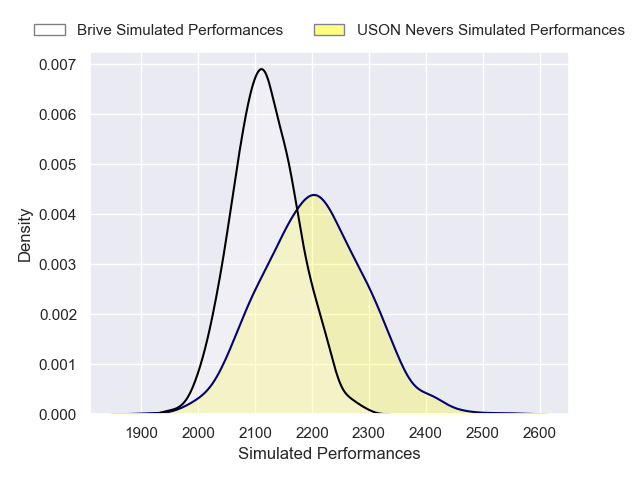 Brive Simulated Performances
USON Nevers Simulated Performances
0.007
0.006
0.005
0.004
0.003
0.002
0.001
0.000
Density
1900 2000 2100 2200 2300 2400 2500 2600
Simulated Performances